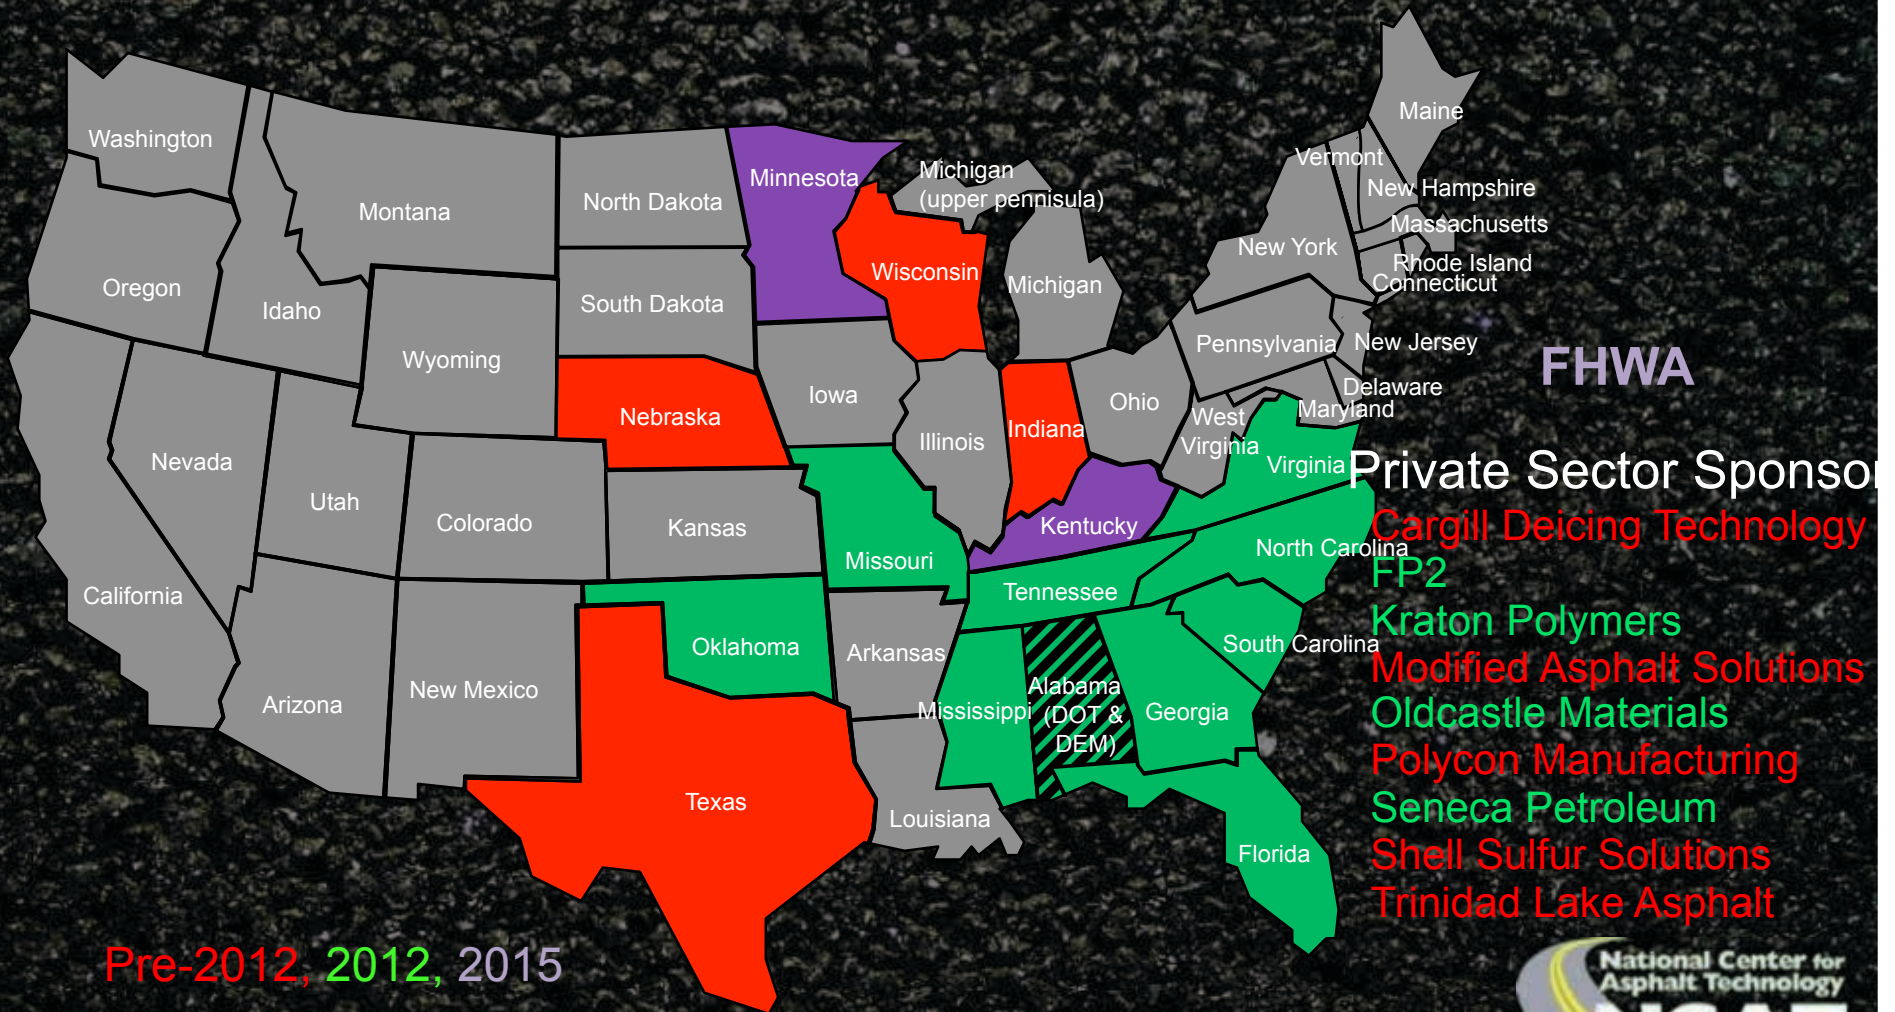 Washington
Oregon
Idaho
Montana
Wyoming
North Dakota
South Dakota
Nebraska
Minnesota
Wisconsin
Michigan
(upper pennisula)
Michigan
Iowa
Illinois
Indiana
Ohio
Nevada
Utah
Colorado
Kansas
California
Arizona
New Mexico
Texas
Oklahoma
Missouri
Arkansas
Louisiana
Mississippi
Alabama
(DOT &
DEM)
Georgia
Florida
South Carolina
North Carolina
Tennessee
Kentucky
Virginia
West
Virginia
Maryland
Delaware
Pennsylvania
New Jersey
New York
Connecticut
Rhode Island
Massachusetts
New Hampshire
Vermont
Maine
FHWA
Private Sector Sponsor
Cargill Deicing Technology
FP2
Kraton Polymers
Modified Asphalt Solutions
Oldcastle Materials
Polycon Manufacturing
Seneca Petroleum
Shell Sulfur Solutions
Trinidad Lake Asphalt
Pre-2012, 2012, 2015
National Center for
Asphalt Technology